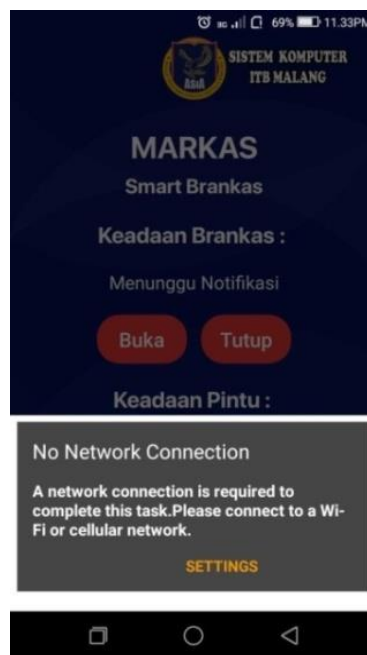 3G 69% 11.33PM
ASIA
SISTEM KOMPUTER
ITB MALANG
MARKAS
Smart Brankas
Keadaan Brankas :
Menunggu Notifikasi
Buka Tutup
Keadaan Pintu :
No Network Connection
A network connection is required to
complete this task.Please connect to a Wi-
Fi or cellular network.
SETTINGS